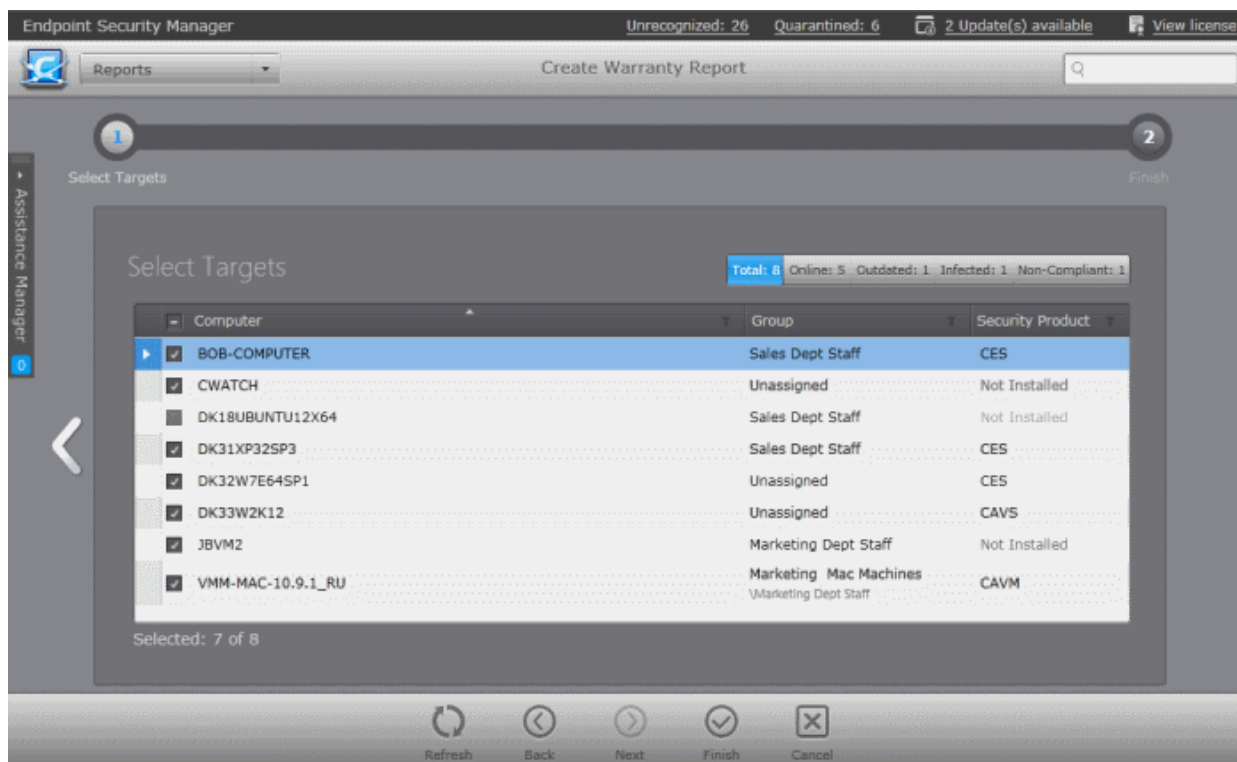 Endpoint Security Manager Unrecognized: 26 Quarantined: 6 2 Update(s) available View license
Reports Create Warranty Report
1 2
Select Targets Finish
Assistance Manager
0
Select Targets Total: 8 Online: 5 Outdated: 1 Infected: 1 Non-Compliant: 1
Computer Group Security Product
BOB-COMPUTER Sales Dept Staff CES
CWATCH Unassigned Not Installed
DK18UBUNTU12X64 Sales Dept Staff Not Installed
DK31XP32SP3 Sales Dept Staff CES
DK32W7E64SP1 Unassigned CES
DK33W2K12 Unassigned CAVS
JBVM2 Marketing Dept Staff Not Installed
VMM-MAC-10.9.1_RU Marketing Mac Machines CAVM
\Marketing Dept Staff
Selected: 7 of 8
Refresh Back Next Finish Cancel